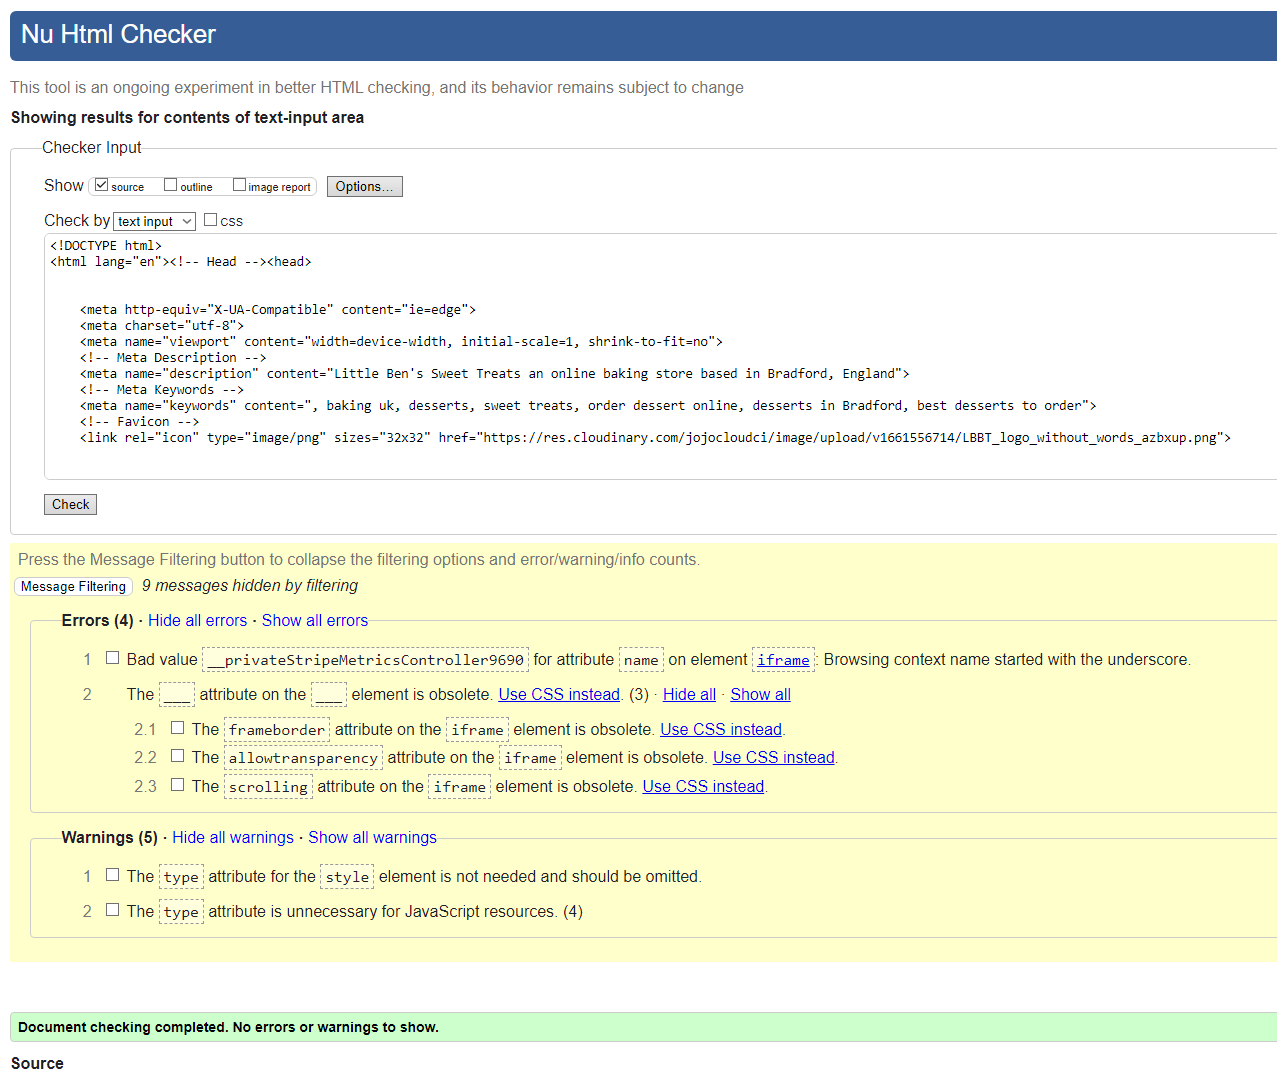 Nu Html Checker
This tool is an ongoing experiment in better HTML checking, and its behavior remains subject to change
Showing results for contents of text-input area
Checker Input
Show source outline image report Options...
Check by text input css
<!DOCTYPE html>
<html lang="en"><!-- Head --><head>
<meta http-equiv="X-UA-Compatible" content="ie=edge">
<meta charset="utf-8">
<meta name="viewport" content="width=device-width, initial-scale=1, shrink-to-fit=no">
<!-- Meta Description -->
<meta name="description" content="Little Ben's Sweet Treats an online baking store based in Bradford, England">
<!-- Meta Keywords -->
<meta name="keywords" content=", baking uk, desserts, sweet treats, order dessert online, desserts in Bradford, best desserts to order">
<!-- Favicon -->
<link rel="icon" type="image/png" sizes="32x32" href="https://res.cloudinary.com/jojocloudci/image/upload/v1661556714/LBBT_logo_without_words_azbxup.png">
Check
Press the Message Filtering button to collapse the filtering options and error/warning/info counts.
Message Filtering 9 messages hidden by filtering
Errors (4) · Hide all errors · Show all errors
1 Bad value __privateStripeMetricsController9690 for attribute name on element iframe: Browsing context name started with the underscore.
2 The ___ attribute on the ___ element is obsolete. Use CSS instead. (3) · Hide all · Show all
2.1 The frameborder attribute on the iframe element is obsolete. Use CSS instead.
2.2 The allowtransparency attribute on the iframe element is obsolete. Use CSS instead.
2.3 The scrolling attribute on the iframe element is obsolete. Use CSS instead.
Warnings (5) · Hide all warnings · Show all warnings
1 The type attribute for the style element is not needed and should be omitted.
2 The type attribute is unnecessary for JavaScript resources. (4)
Document checking completed. No errors or warnings to show.
Source